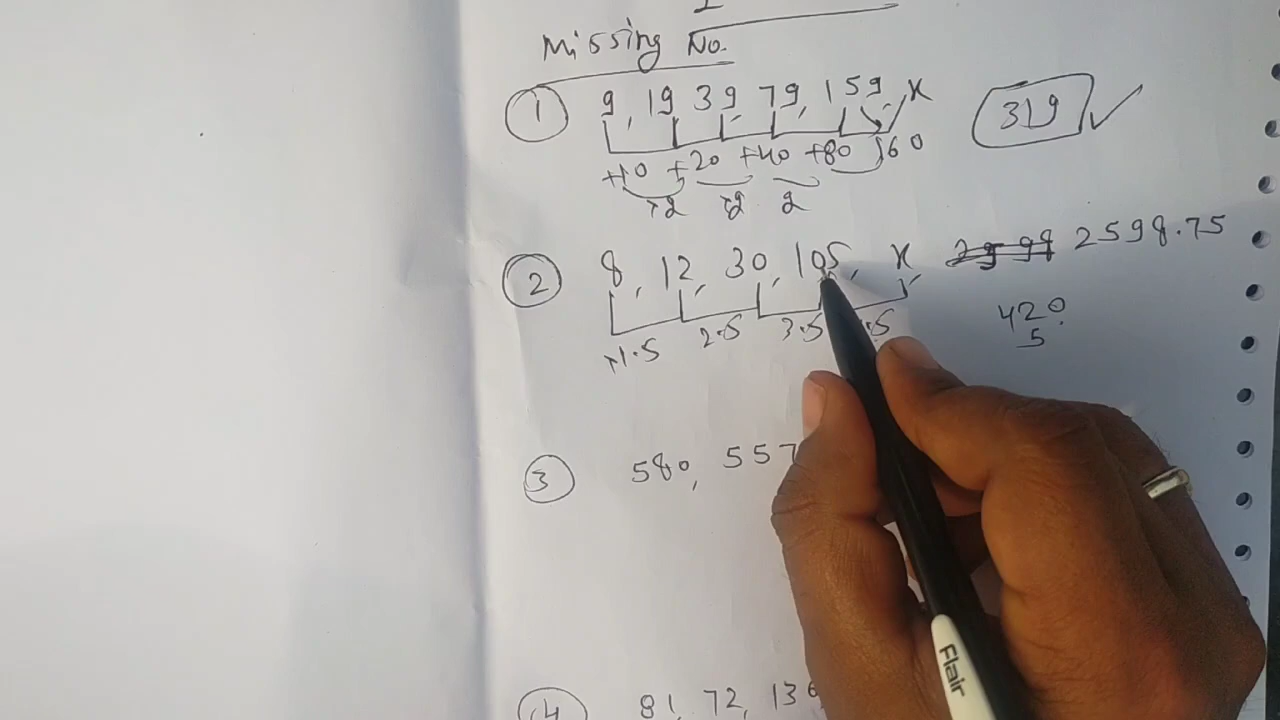 Missing No.
① 9, 19 39, 79, 159, x 319 ✓
+10 +20 +40 +80 160
×2 ×2 2
② 8, 12, 30, 105, x 2598.75
×1.5 2.5 3.5 .5
420
5
③ 580, 557
④ 81, 72, 136
Flair